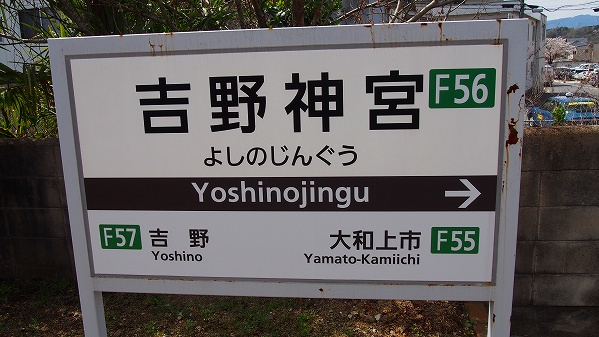 吉野神宮 F56
よしのじんぐう
Yoshinojingu →
F57 吉野 大和上市 F55
Yoshino Yamato-Kamiichi